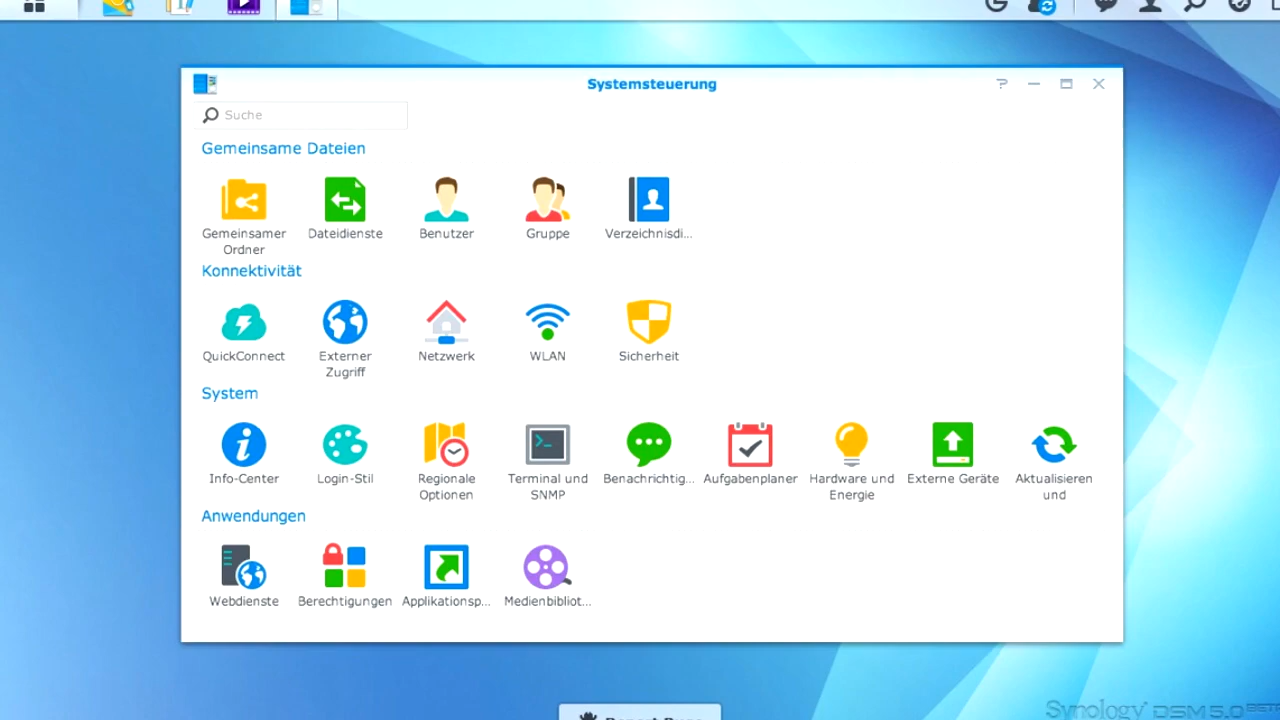 Systemsteuerung
Suche
Gemeinsame Dateien
Gemeinsamer Ordner
Dateidienste
Benutzer
Gruppe
Verzeichnisdi...
Konnektivität
QuickConnect
Externer Zugriff
Netzwerk
WLAN
Sicherheit
System
Info-Center
Login-Stil
Regionale Optionen
Terminal und SNMP
Benachrichtig...
Aufgabenplaner
Hardware und Energie
Externe Geräte
Aktualisieren und
Anwendungen
Webdienste
Berechtigungen
Applikationsp...
Medienbibliot...
Synology DSM 5.0 BETA